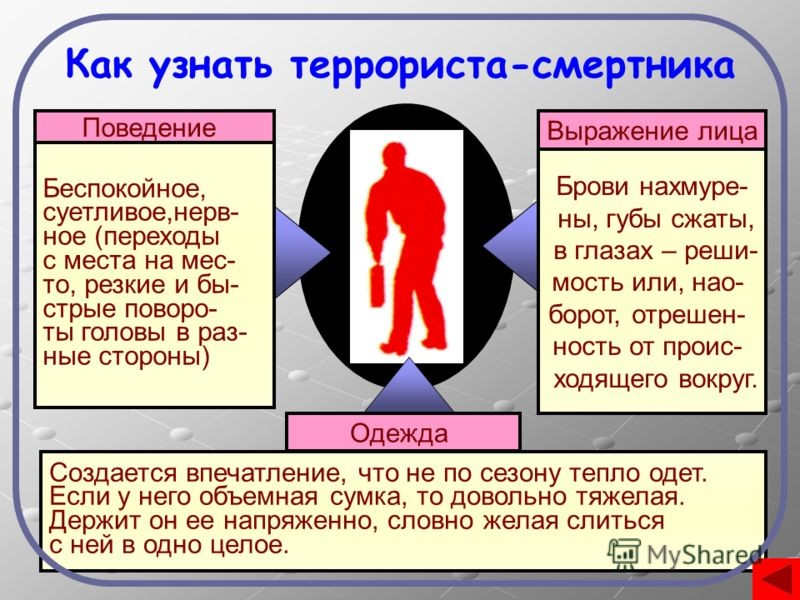 Как узнать террориста-смертника
Поведение
Беспокойное,
суетливое,нерв-
ное (переходы
с места на мес-
то, резкие и бы-
стрые поворо-
ты головы в раз-
ные стороны)
Выражение лица
Брови нахмуре-
ны, губы сжаты,
в глазах – реши-
мость или, нао-
борот, отрешен-
ность от проис-
ходящего вокруг.
Одежда
Создается впечатление, что не по сезону тепло одет.
Если у него объемная сумка, то довольно тяжелая.
Держит он ее напряженно, словно желая слиться
с ней в одно целое.
MyShared